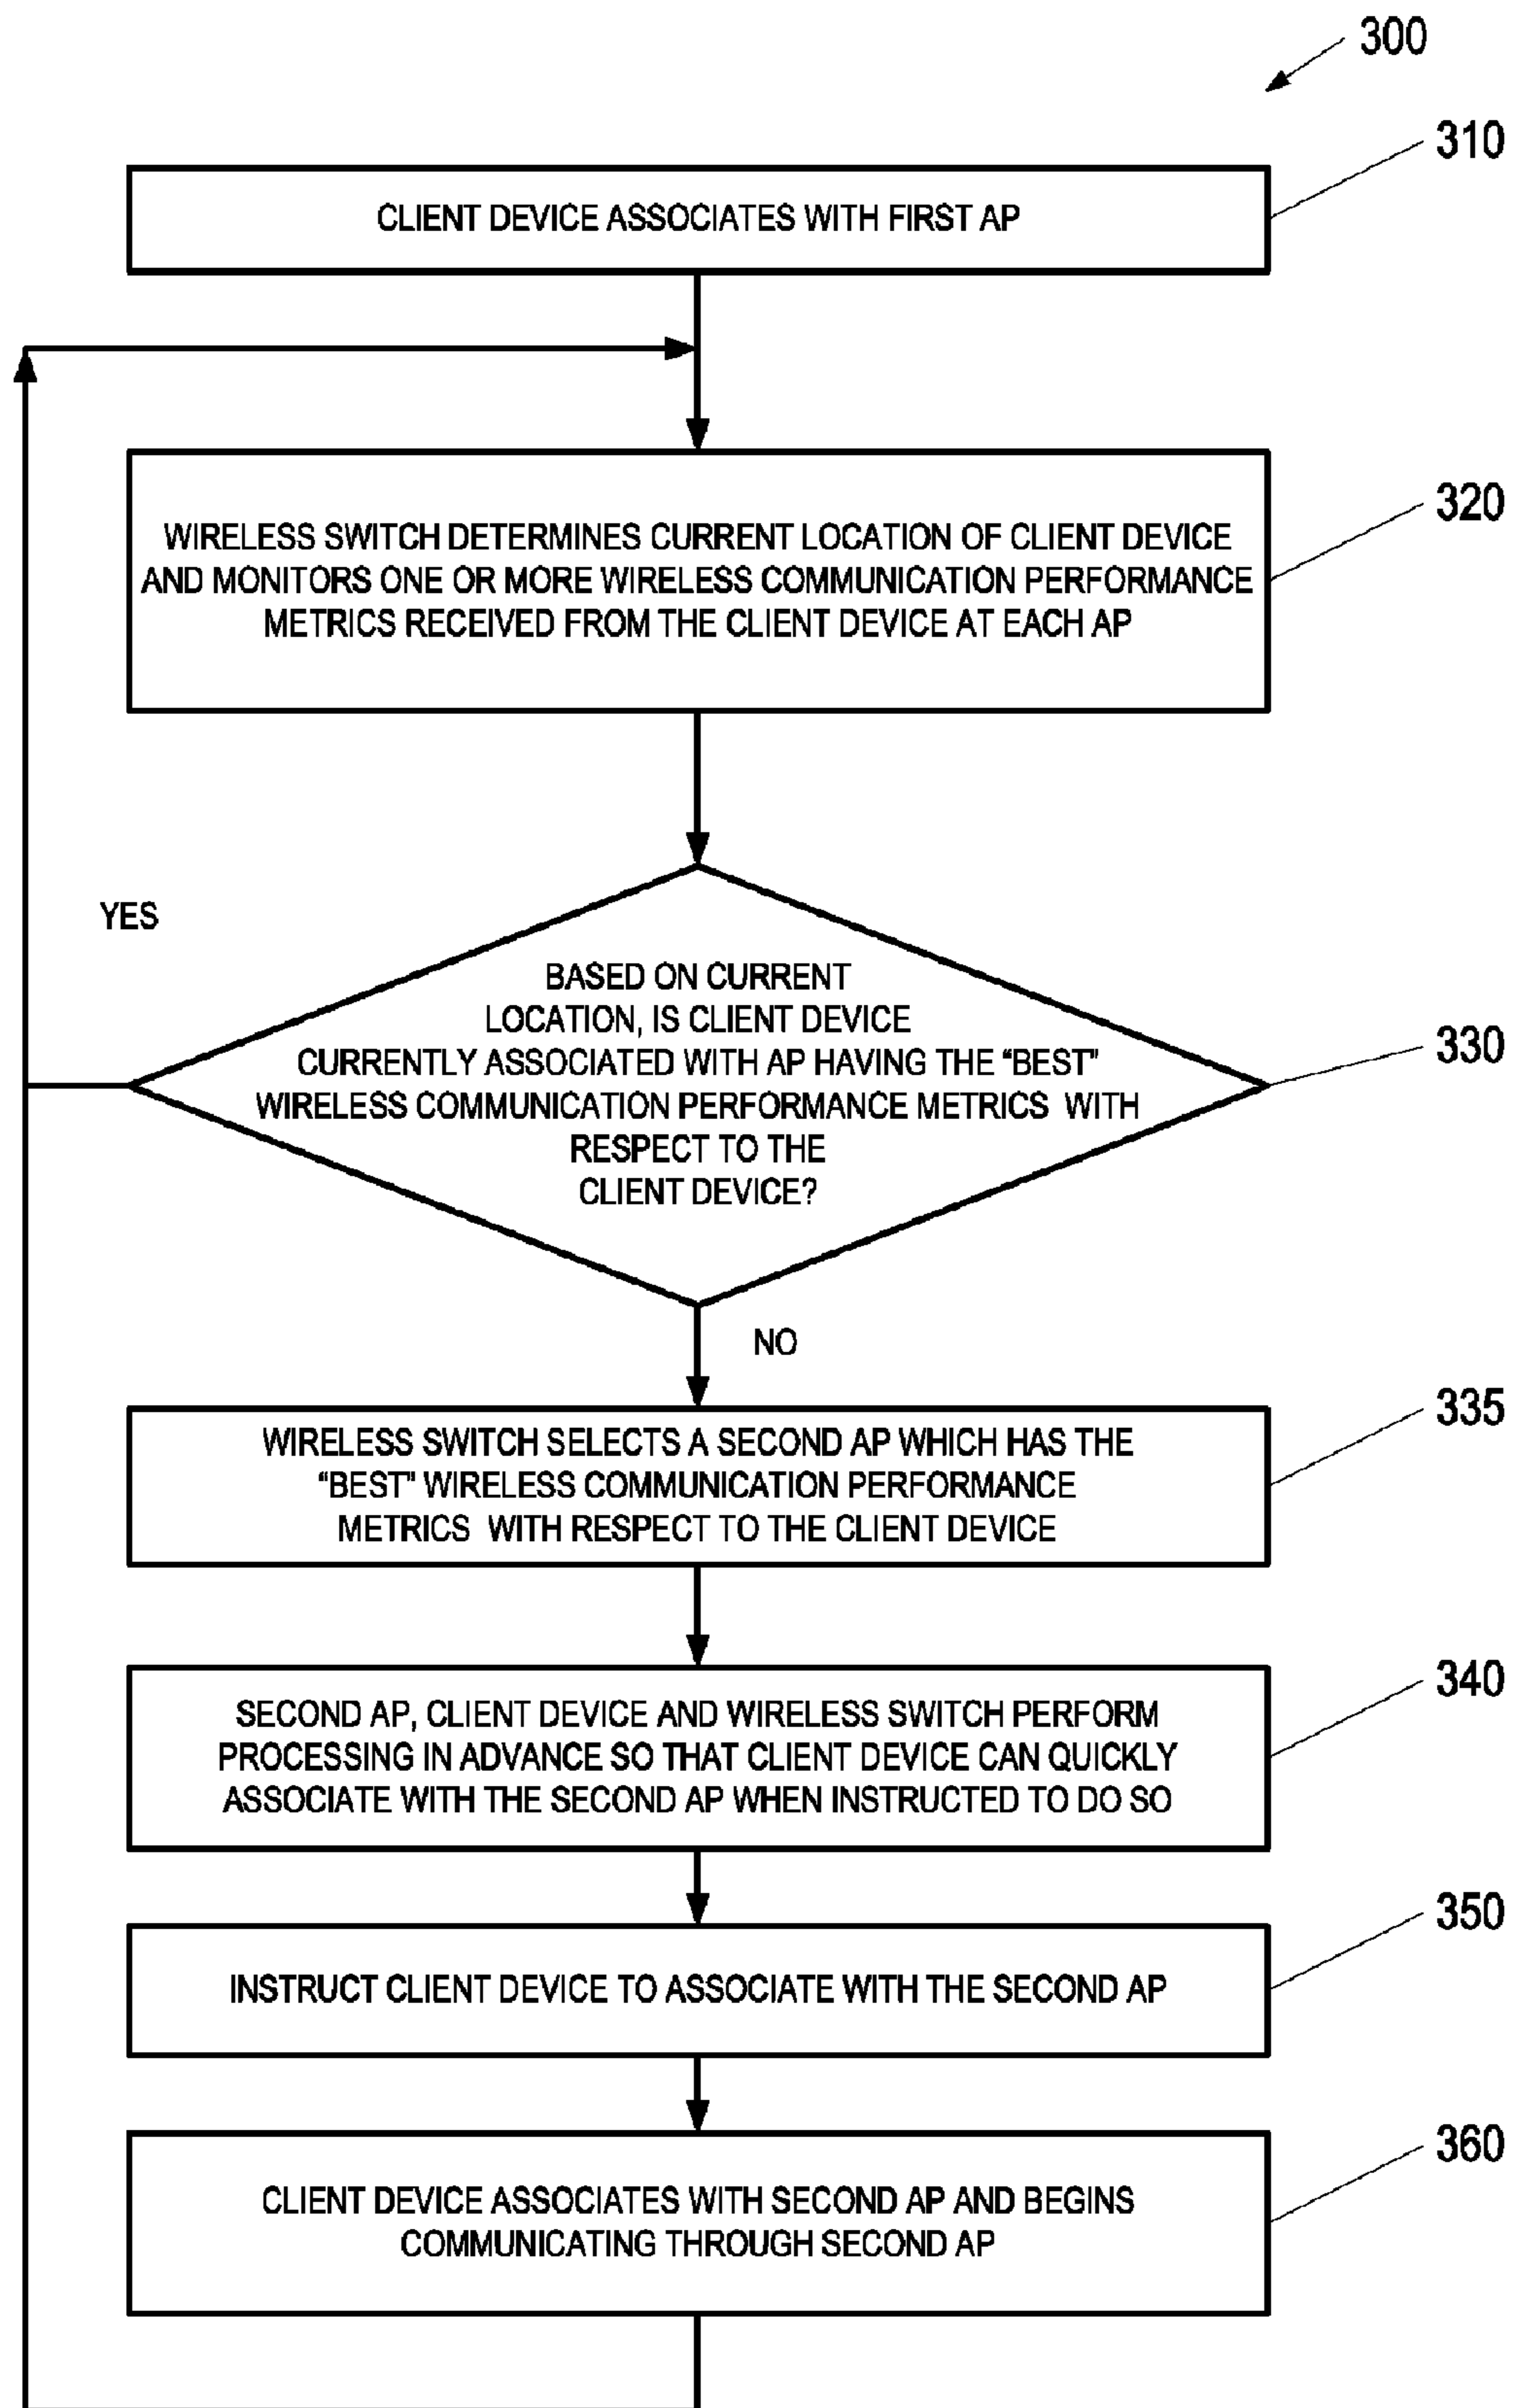 300
310
CLIENT DEVICE ASSOCIATES WITH FIRST AP
320
WIRELESS SWITCH DETERMINES CURRENT LOCATION OF CLIENT DEVICE
AND MONITORS ONE OR MORE WIRELESS COMMUNICATION PERFORMANCE
METRICS RECEIVED FROM THE CLIENT DEVICE AT EACH AP
YES
BASED ON CURRENT
LOCATION, IS CLIENT DEVICE
CURRENTLY ASSOCIATED WITH AP HAVING THE “BEST”
WIRELESS COMMUNICATION PERFORMANCE METRICS WITH
RESPECT TO THE
CLIENT DEVICE?
330
NO
335
WIRELESS SWITCH SELECTS A SECOND AP WHICH HAS THE
“BEST” WIRELESS COMMUNICATION PERFORMANCE
METRICS WITH RESPECT TO THE CLIENT DEVICE
340
SECOND AP, CLIENT DEVICE AND WIRELESS SWITCH PERFORM
PROCESSING IN ADVANCE SO THAT CLIENT DEVICE CAN QUICKLY
ASSOCIATE WITH THE SECOND AP WHEN INSTRUCTED TO DO SO
350
INSTRUCT CLIENT DEVICE TO ASSOCIATE WITH THE SECOND AP
360
CLIENT DEVICE ASSOCIATES WITH SECOND AP AND BEGINS
COMMUNICATING THROUGH SECOND AP